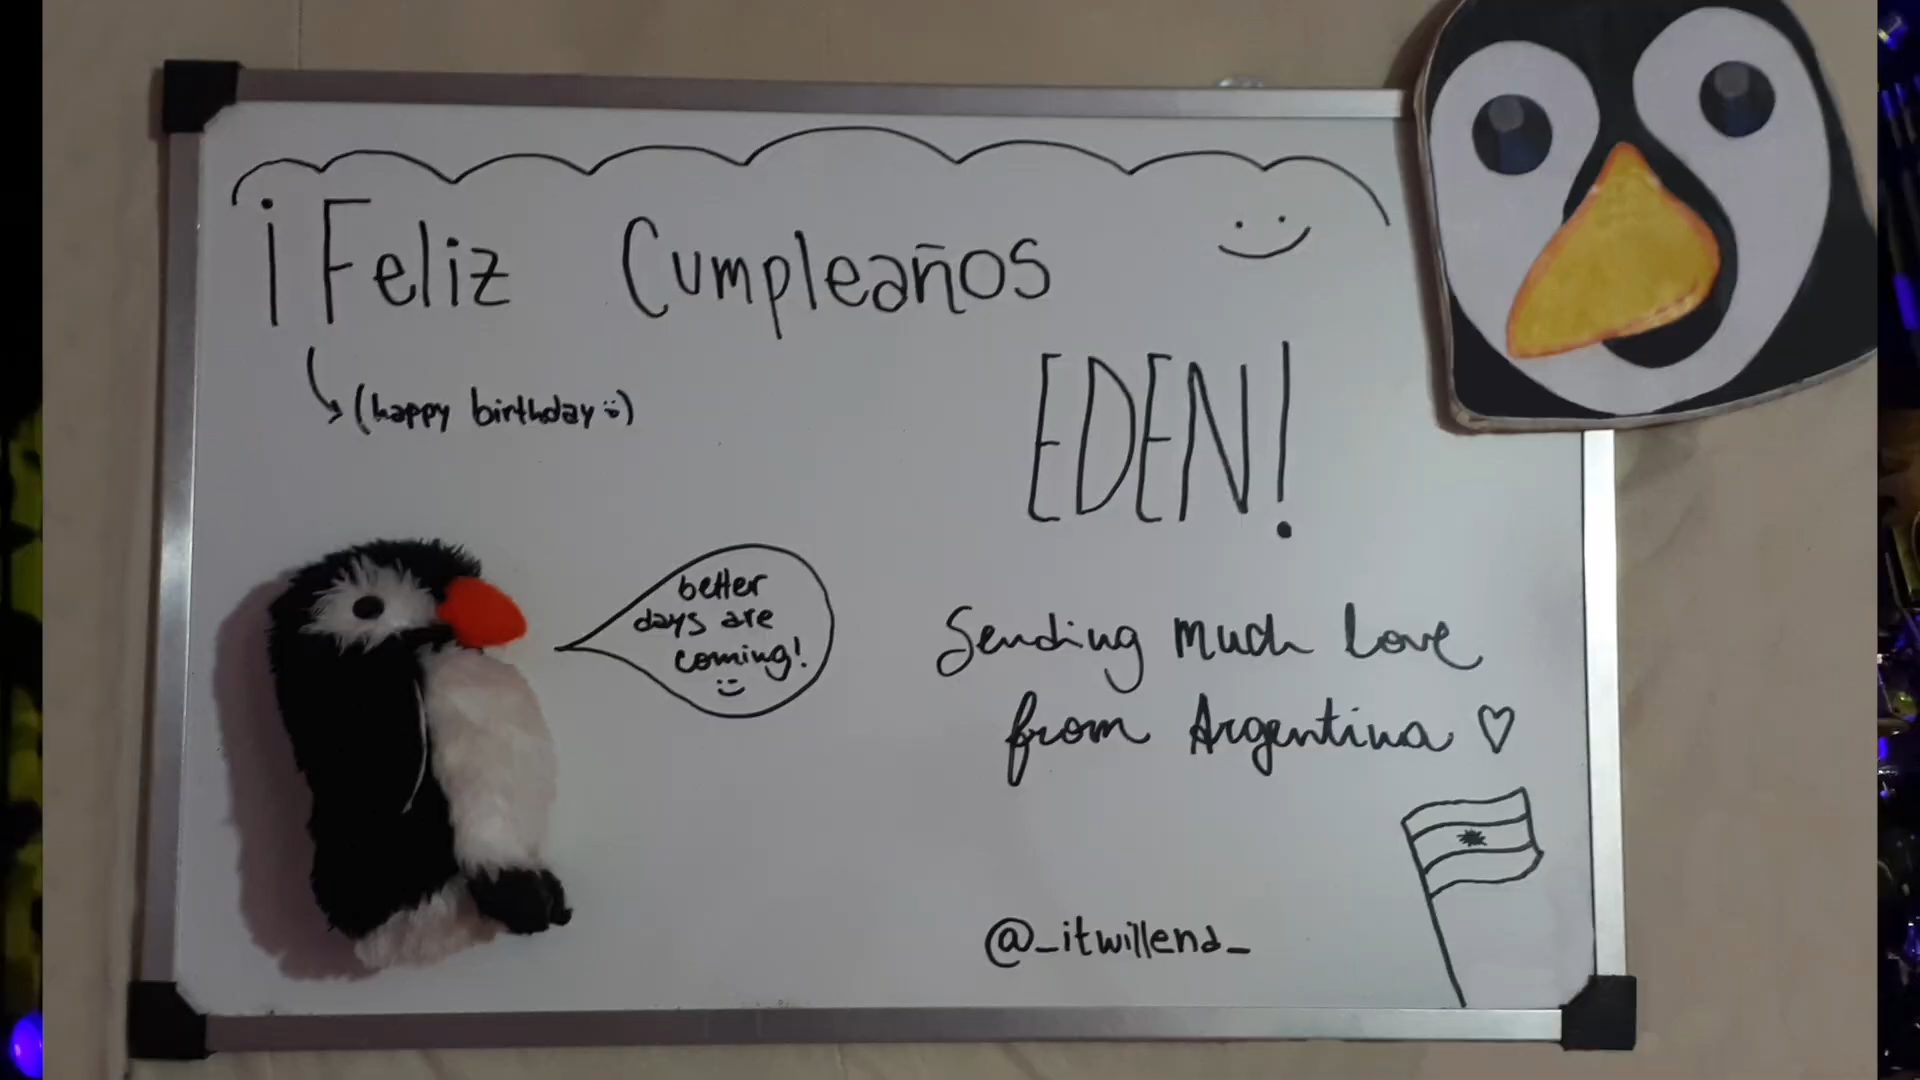 ¡Feliz Cumpleaños
(happy birthday :)
EDEN!
better
days are
coming!
Sending much love
from Argentina ♡
@_itwillend_